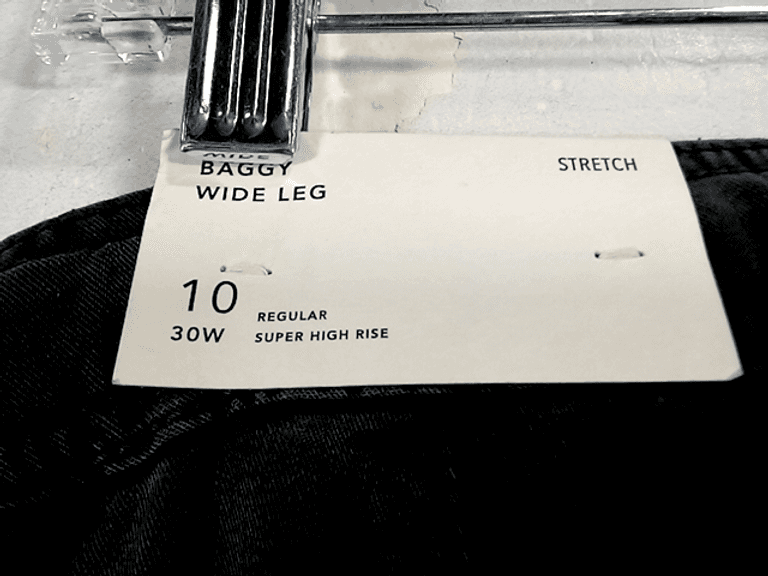 BAGGY
STRETCH
WIDE LEG
10
REGULAR
30W
SUPER HIGH RISE